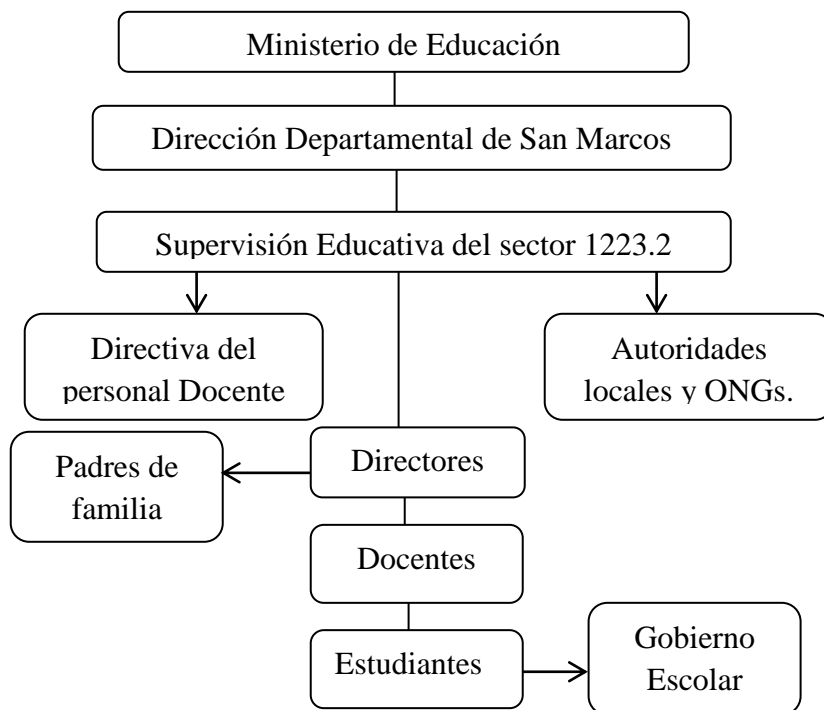 Ministerio de Educación
Dirección Departamental de San Marcos
Supervisión Educativa del sector 1223.2
Directiva del
personal Docente
Autoridades
locales y ONGs.
Padres de
familia
Directores
Docentes
Estudiantes
Gobierno
Escolar